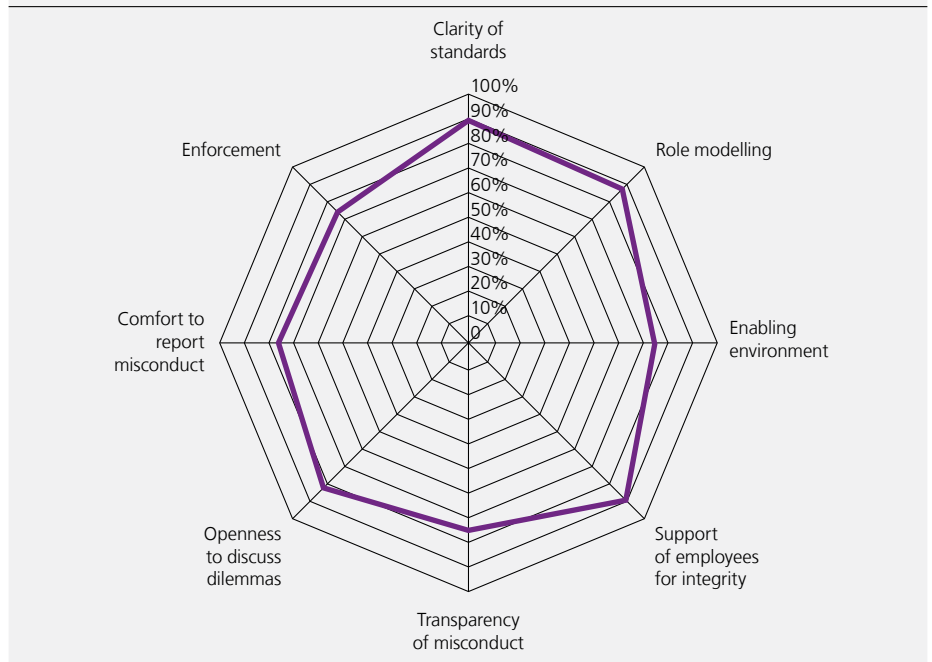 Clarity of
standards
100%
90%
80%
70%
60%
50%
40%
30%
20%
10%
0
Role modelling
Enabling
environment
Support
of employees
for integrity
Transparency
of misconduct
Openness
to discuss
dilemmas
Comfort to
report
misconduct
Enforcement